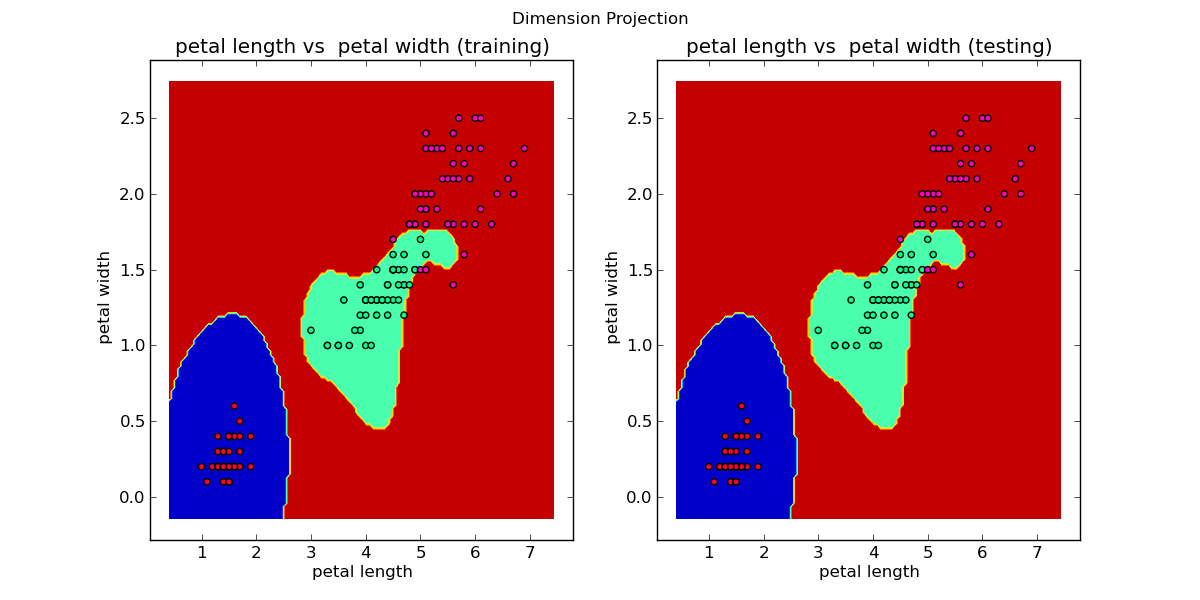 Dimension Projection
petal length vs  petal width (training)
petal width
2.5
2.0
1.5
1.0
0.5
0.0
1 2 3 4 5 6 7
petal length
petal length vs  petal width (testing)
petal width
2.5
2.0
1.5
1.0
0.5
0.0
1 2 3 4 5 6 7
petal length